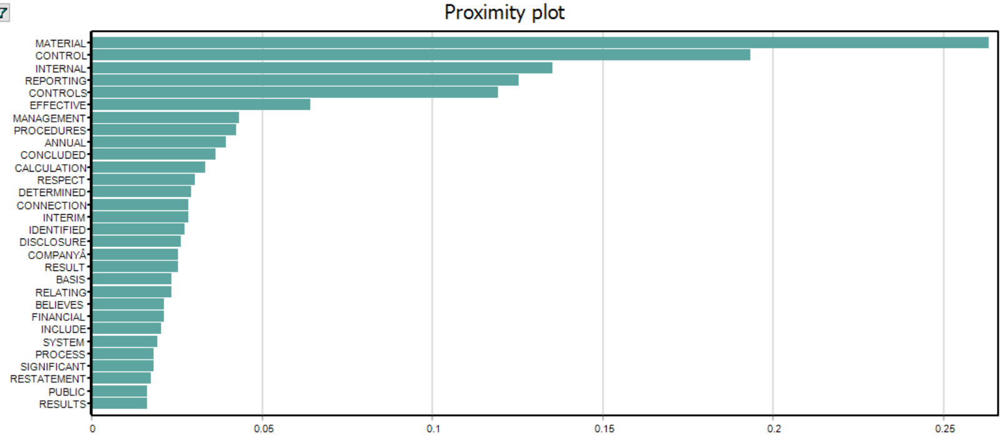 Proximity plot
MATERIAL
CONTROL
INTERNAL
REPORTING
CONTROLS
EFFECTIVE
MANAGEMENT
PROCEDURES
ANNUAL
CONCLUDED
CALCULATION
RESPECT
DETERMINED
CONNECTION
INTERIM
IDENTIFIED
DISCLOSURE
COMPANYÂ
RESULT
BASIS
RELATING
BELIEVES
FINANCIAL
INCLUDE
SYSTEM
PROCESS
SIGNIFICANT
RESTATEMENT
PUBLIC
RESULTS
0 0.05 0.1 0.15 0.2 0.25